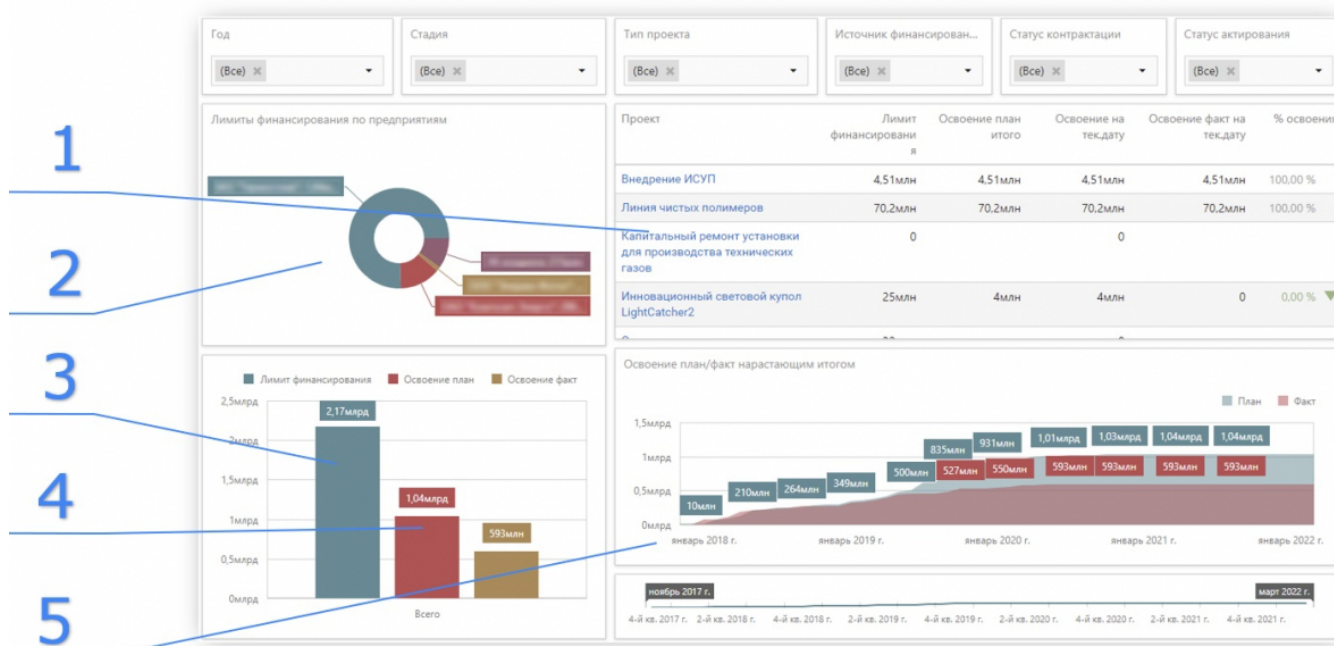 Год
Стадия
Тип проекта
Источник финансирован...
Статус контрактации
Статус актирования
(Все)
(Все)
(Все)
(Все)
(Все)
(Все)
1
2
3
4
5
Лимиты финансирования по предприятиям
Проект
Лимит
финансировани
я
Освоение план
итого
Освоение на
тек.дату
Освоение факт на
тек.дату
% освоени
Внедрение ИСУП 4,51млн 4,51млн 4,51млн 4,51млн 100,00 %
Линия чистых полимеров 70,2млн 70,2млн 70,2млн 70,2млн 100,00 %
Капитальный ремонт установки 0 0
для производства технических
газов
Инновационный световой купол 25млн 4млн 4млн 0 0,00 %
LightCatcher2
Лимит финансирования Освоение план Освоение факт
2,5млрд
2млрд
1,5млрд
1млрд
0,5млрд
0млрд
2,17млрд
1,04млрд
593млн
Всего
Освоение план/факт нарастающим итогом
План Факт
1,5млрд
1млрд
0,5млрд
0млрд
10млн 210млн 264млн 349млн 500млн 835млн 931млн 1,01млрд 1,03млрд 1,04млрд 1,04млрд
527млн 550млн 593млн 593млн 593млн 593млн
январь 2018 г. январь 2019 г. январь 2020 г. январь 2021 г. январь 2022 г.
ноябрь 2017 г. март 2022 г.
4-й кв. 2017 г. 2-й кв. 2018 г. 4-й кв. 2018 г. 2-й кв. 2019 г. 4-й кв. 2019 г. 2-й кв. 2020 г. 4-й кв. 2020 г. 2-й кв. 2021 г. 4-й кв. 2021 г.